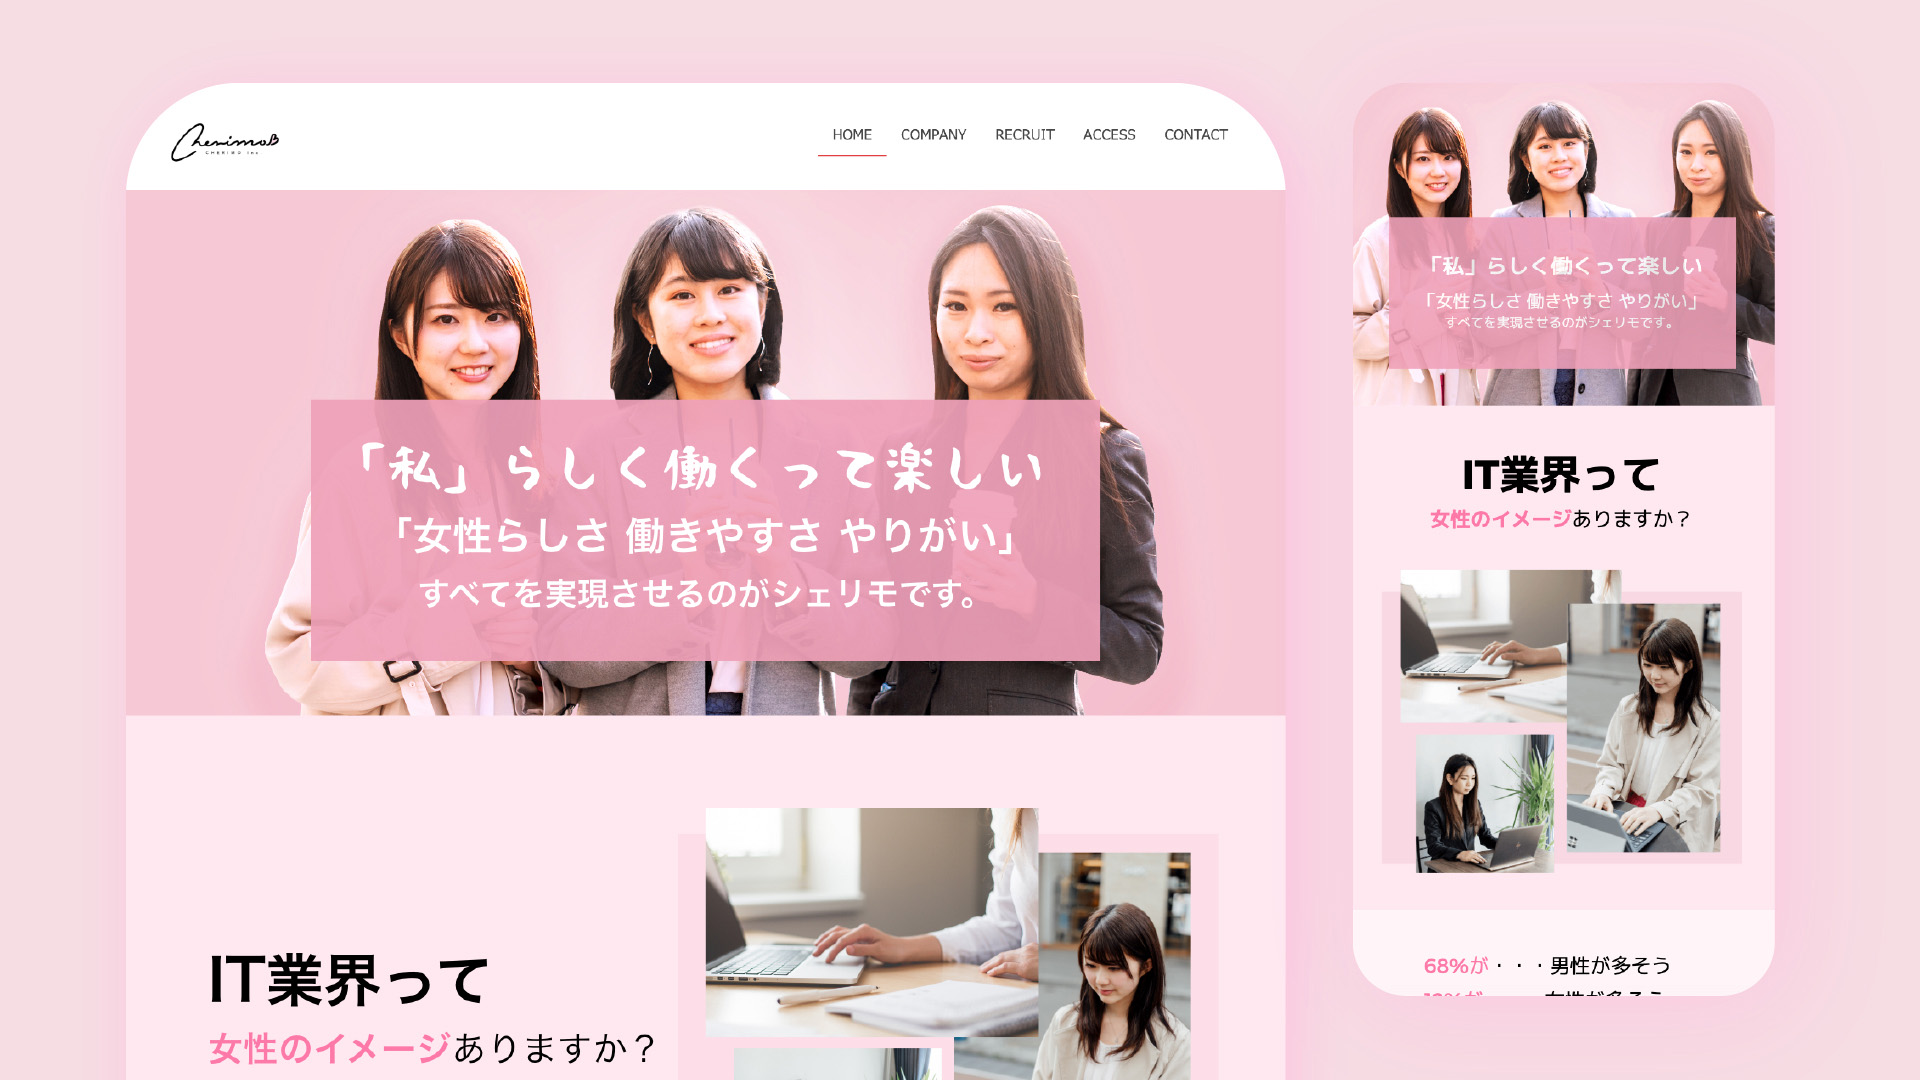 Cherimo
CHERIMO Inc.
HOME COMPANY RECRUIT ACCESS CONTACT
「私」らしく働くって楽しい
「女性らしさ 働きやすさ やりがい」
すべてを実現させるのがシェリモです。
IT業界って
女性のイメージありますか？
「私」らしく働くって楽しい
「女性らしさ 働きやすさ やりがい」
すべてを実現させるのがシェリモです。
IT業界って
女性のイメージありますか？
68%が・・・男性が多そう